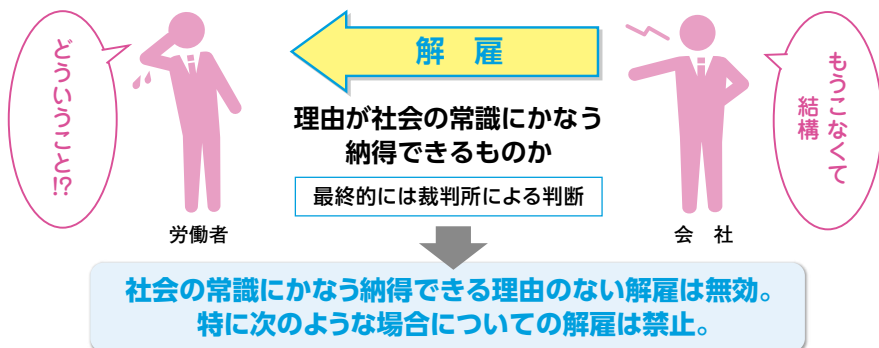 どういうこと!?
解 雇
もうこなくて
結構
理由が社会の常識にかなう
納得できるものか
最終的には裁判所による判断
労働者
会 社
社会の常識にかなう納得できる理由のない解雇は無効。
特に次のような場合についての解雇は禁止。